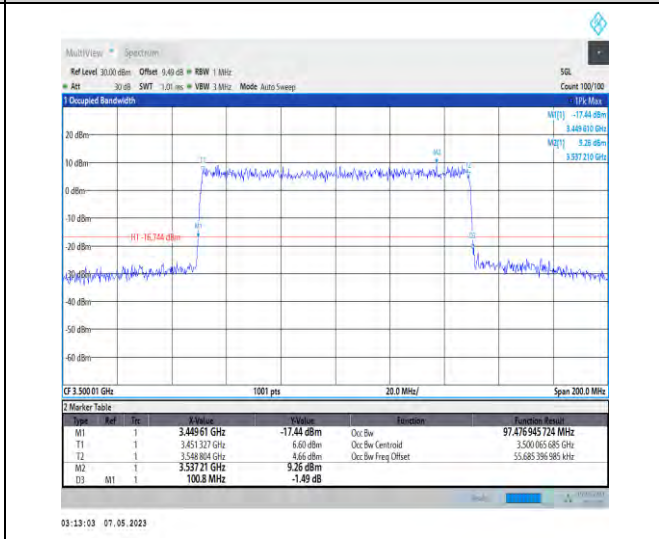 MultiView Spectrum
Ref Level 30.00 dBm Offset 9.49 dB RBW 1 MHz SGL
Att 30 dB SWT 1.01 ms VBW 3 MHz Mode Auto Sweep Count 100/100
1 Occupied Bandwidth 1Pk Max
M1[1] -17.44 dBm
3.449 610 GHz
M2[1] 9.26 dBm
3.537 210 GHz
20 dBm
10 dBm
T1 M2 T2
0 dBm
-10 dBm
M1
H1 -16.744 dBm
D3
-20 dBm
-30 dBm
-40 dBm
-50 dBm
-60 dBm
CF 3.500 01 GHz 1001 pts 20.0 MHz/ Span 200.0 MHz
2 Marker Table
Type Ref Trc X-Value Y-Value Function Function Result
M1 1 3.449 61 GHz -17.44 dBm Occ Bw 97.476 945 724 MHz
T1 1 3.451 327 GHz 6.60 dBm Occ Bw Centroid 3.500 065 685 GHz
T2 1 3.548 804 GHz 4.66 dBm Occ Bw Freq Offset 55.685 396 985 kHz
M2 1 3.537 21 GHz 9.26 dBm
D3 M1 1 100.8 MHz -1.49 dB
03:13:03 07.05.2023